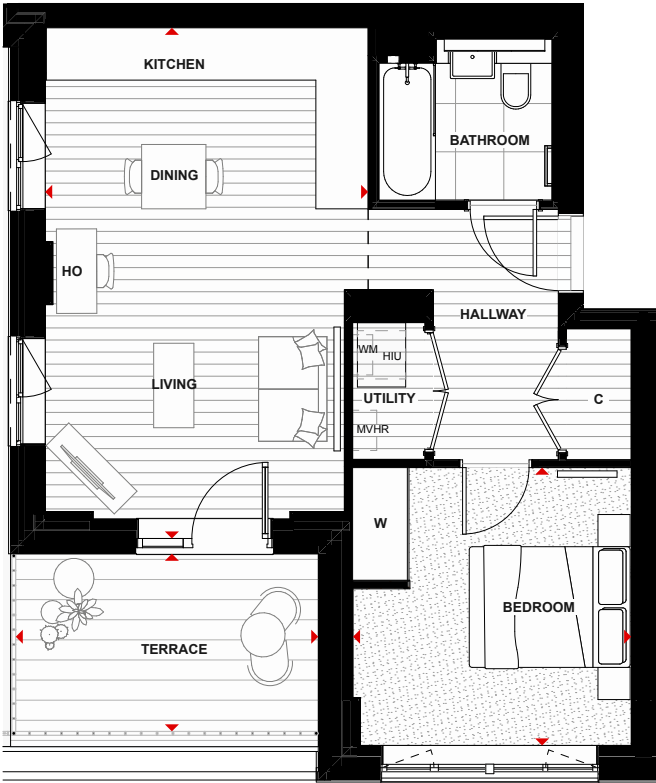 KITCHEN
BATHROOM
DINING
HO
HALLWAY
WM
HIU
LIVING
UTILITY
C
MVHR
W
BEDROOM
TERRACE